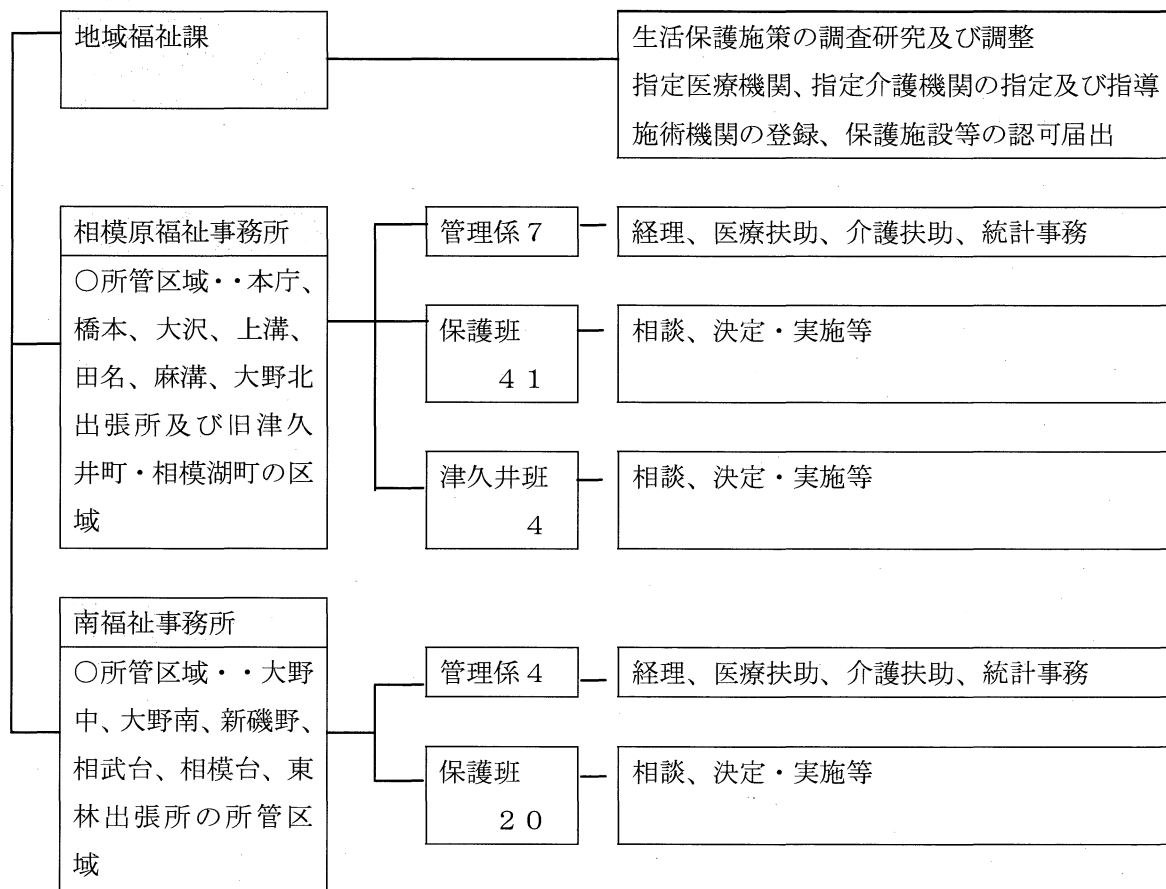 地域福祉課
生活保護施策の調査研究及び調整
指定医療機関、指定介護機関の指定及び指導
施術機関の登録、保護施設等の認可届出
相模原福祉事務所
○所管区域・・本庁、
橋本、大沢、上溝、
田名、麻溝、大野北
出張所及び旧津久
井町・相模湖町の区
域
管理係7
経理、医療扶助、介護扶助、統計事務
保護班
41
相談、決定・実施等
津久井班
4
相談、決定・実施等
南福祉事務所
○所管区域・・大野
中、大野南、新磯野、
相武台、相模台、東
林出張所の所管区
域
管理係4
経理、医療扶助、介護扶助、統計事務
保護班
20
相談、決定・実施等